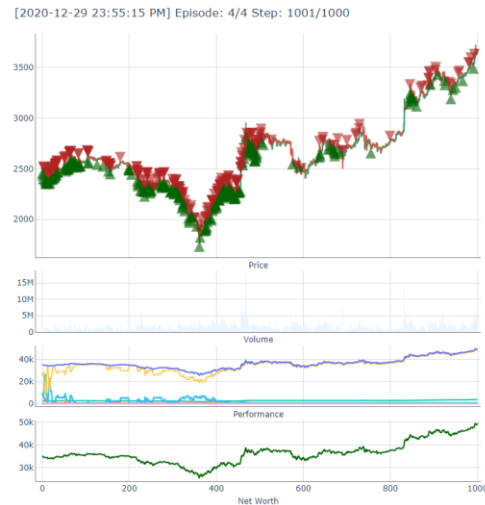 [2020-12-29 23:55:15 PM] Episode: 4/4 Step: 1001/1000
3500
3000
2500
2000
Price
15M
10M
5M
0
Volume
40k
20k
0
Performance
50k
40k
30k
0 200 400 600 800 1000
Net Worth